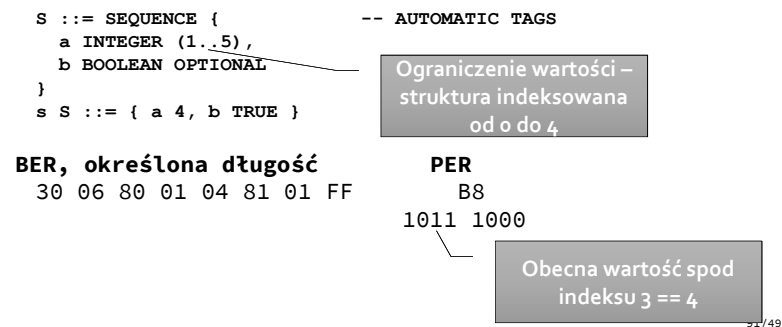 S ::= SEQUENCE { -- AUTOMATIC TAGS
a INTEGER (1..5),
b BOOLEAN OPTIONAL
}
s S ::= { a 4, b TRUE }
Ograniczenie wartości –
struktura indeksowana
od 0 do 4
BER, określona długość PER
30 06 80 01 04 81 01 FF B8
1011 1000
Obecna wartość spod
indeksu 3 == 4
91/49